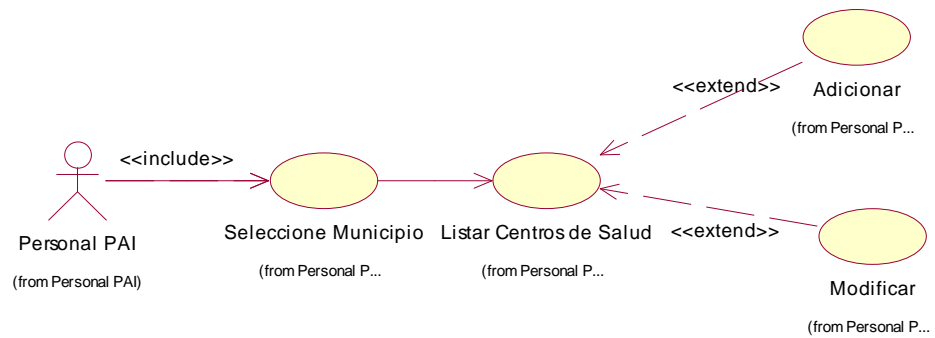 <<extend>>
Adicionar
(from Personal P...
<<include>>
Personal PAI
(from Personal PAI)
Seleccione Municipio
(from Personal P...
Listar Centros de Salud
(from Personal P...
<<extend>>
Modificar
(from Personal P...